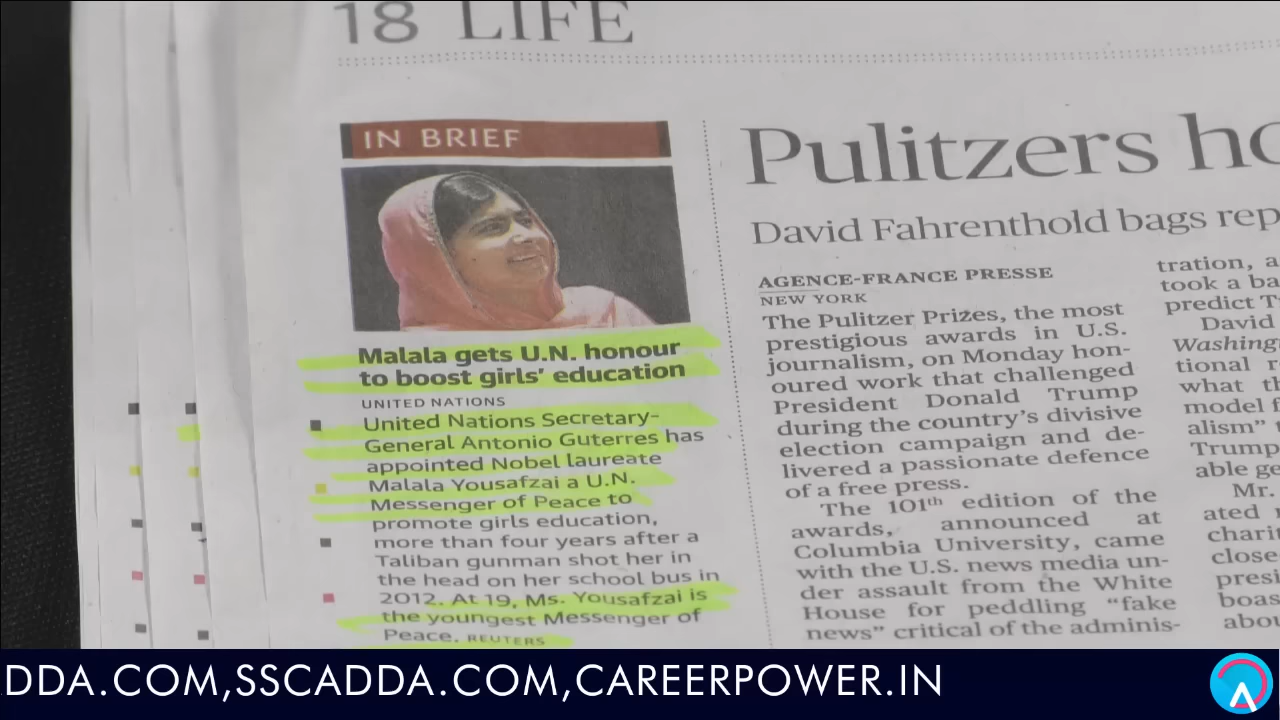 18 LIFE
IN BRIEF
Malala gets U.N. honour
to boost girls' education
UNITED NATIONS
United Nations Secretary-
General Antonio Guterres has
appointed Nobel laureate
Malala Yousafzai a U.N.
Messenger of Peace to
promote girls education,
more than four years after a
Taliban gunman shot her in
the head on her school bus in
2012. At 19, Ms. Yousafzai is
the youngest Messenger of
Peace. REUTERS
Pulitzers ho
David Fahrenthold bags rep
AGENCE-FRANCE PRESSE
NEW YORK
The Pulitzer Prizes, the most
prestigious awards in U.S.
journalism, on Monday hon-
oured work that challenged
President Donald Trump
during the country's divisive
election campaign and de-
livered a passionate defence
of a free press.
The 101th edition of the
awards, announced at
Columbia University, came
with the U.S. news media un-
der assault from the White
House for peddling "fake
news" critical of the adminis-
tration, a
took a ba
predict T
David
Washing
tional r
what th
model f
alism" t
Trump
able ge
Mr.
ated
charit
close
presi
boas
abou
DDA.COM,SSCADDA.COM,CAREERPOWER.IN